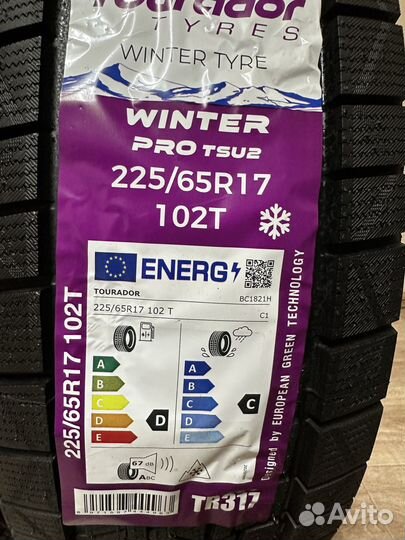 Tourador
TYRES
WINTER TYRE
WINTER
PRO TSU2
225/65R17
102T
ENERG
TOURADOR
BC1821H
225/65R17 102 T
C1
A
B
C
D
E
D
A
B
C
D
E
C
67 dB
ABC
225/65R17 102T
Designed by EUROPEAN GREEN TECHNOLOGY
TR317
Avito